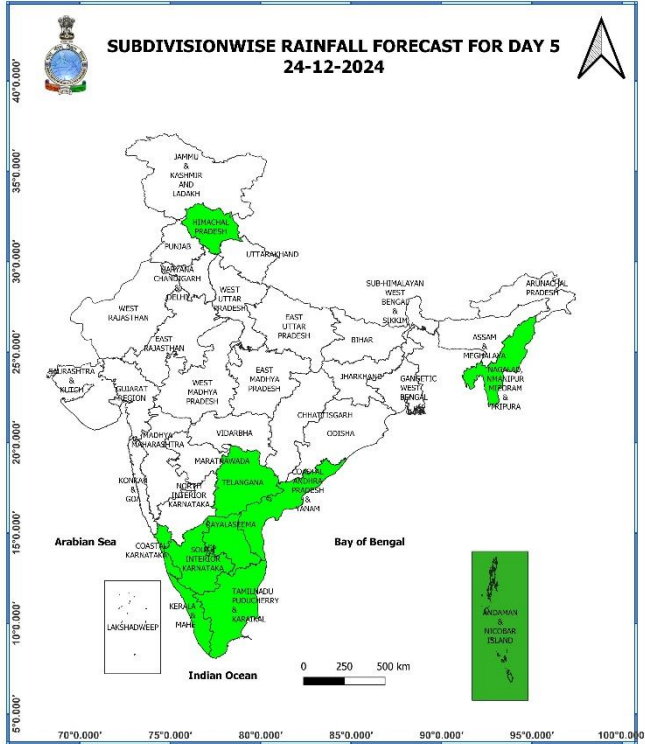 SUBDIVISIONWISE RAINFALL FORECAST FOR DAY 5
24-12-2024
40°0.000'
35°0.000'
30°0.000'
25°0.000'
20°0.000'
15°0.000'
10°0.000'
5°0.000'
JAMMU
&
KASHMIR
AND
LADAKH
HIMACHAL
PRADESH
PUNJAB
UTTARAKHAND
HARYANA
CHANDIGARH
&
DELHI
WEST
UTTAR
PRADESH
SUB-HIMALAYAN
WEST
BENGAL
&
SIKKIM
ARUNACHAL
PRADESH
WEST
RAJASTHAN
EAST
RAJASTHAN
EAST
UTTAR
PRADESH
BIHAR
ASSAM
&
MEGHALAYA
NAGALAD,
NMANIPUR
MIZORAM
&
TRIPURA
SAURASHTRA
&
KUTCH
GUJARAT
REGION
WEST
MADHYA
PRADESH
EAST
MADHYA
PRADESH
JHARKHAND
GANGETIC
WEST
BENGAL
CHHATTISGARH
ODISHA
MADHYA
MAHARASHTRA
VIDARBHA
MARATHAWADA
KONKAN
&
GOA
NORTH
INTERIOR
KARNATAKA
TELANGANA
COASTAL
ANDHRA
PRADESH
&
YANAM
RAYALASEEMA
Arabian Sea
COASTAL
KARNATAKA
SOUTH
INTERIOR
KARNATAKA
Bay of Bengal
LAKSHADWEEP
KERALA
&
MAHE
TAMILNADU
PUDUCHERRY
&
KARAIKAL
ANDAMAN
&
NICOBAR
ISLAND
Indian Ocean
0 250 500 km
70°0.000' 75°0.000' 80°0.000' 85°0.000' 90°0.000' 95°0.000' 100°0.000'